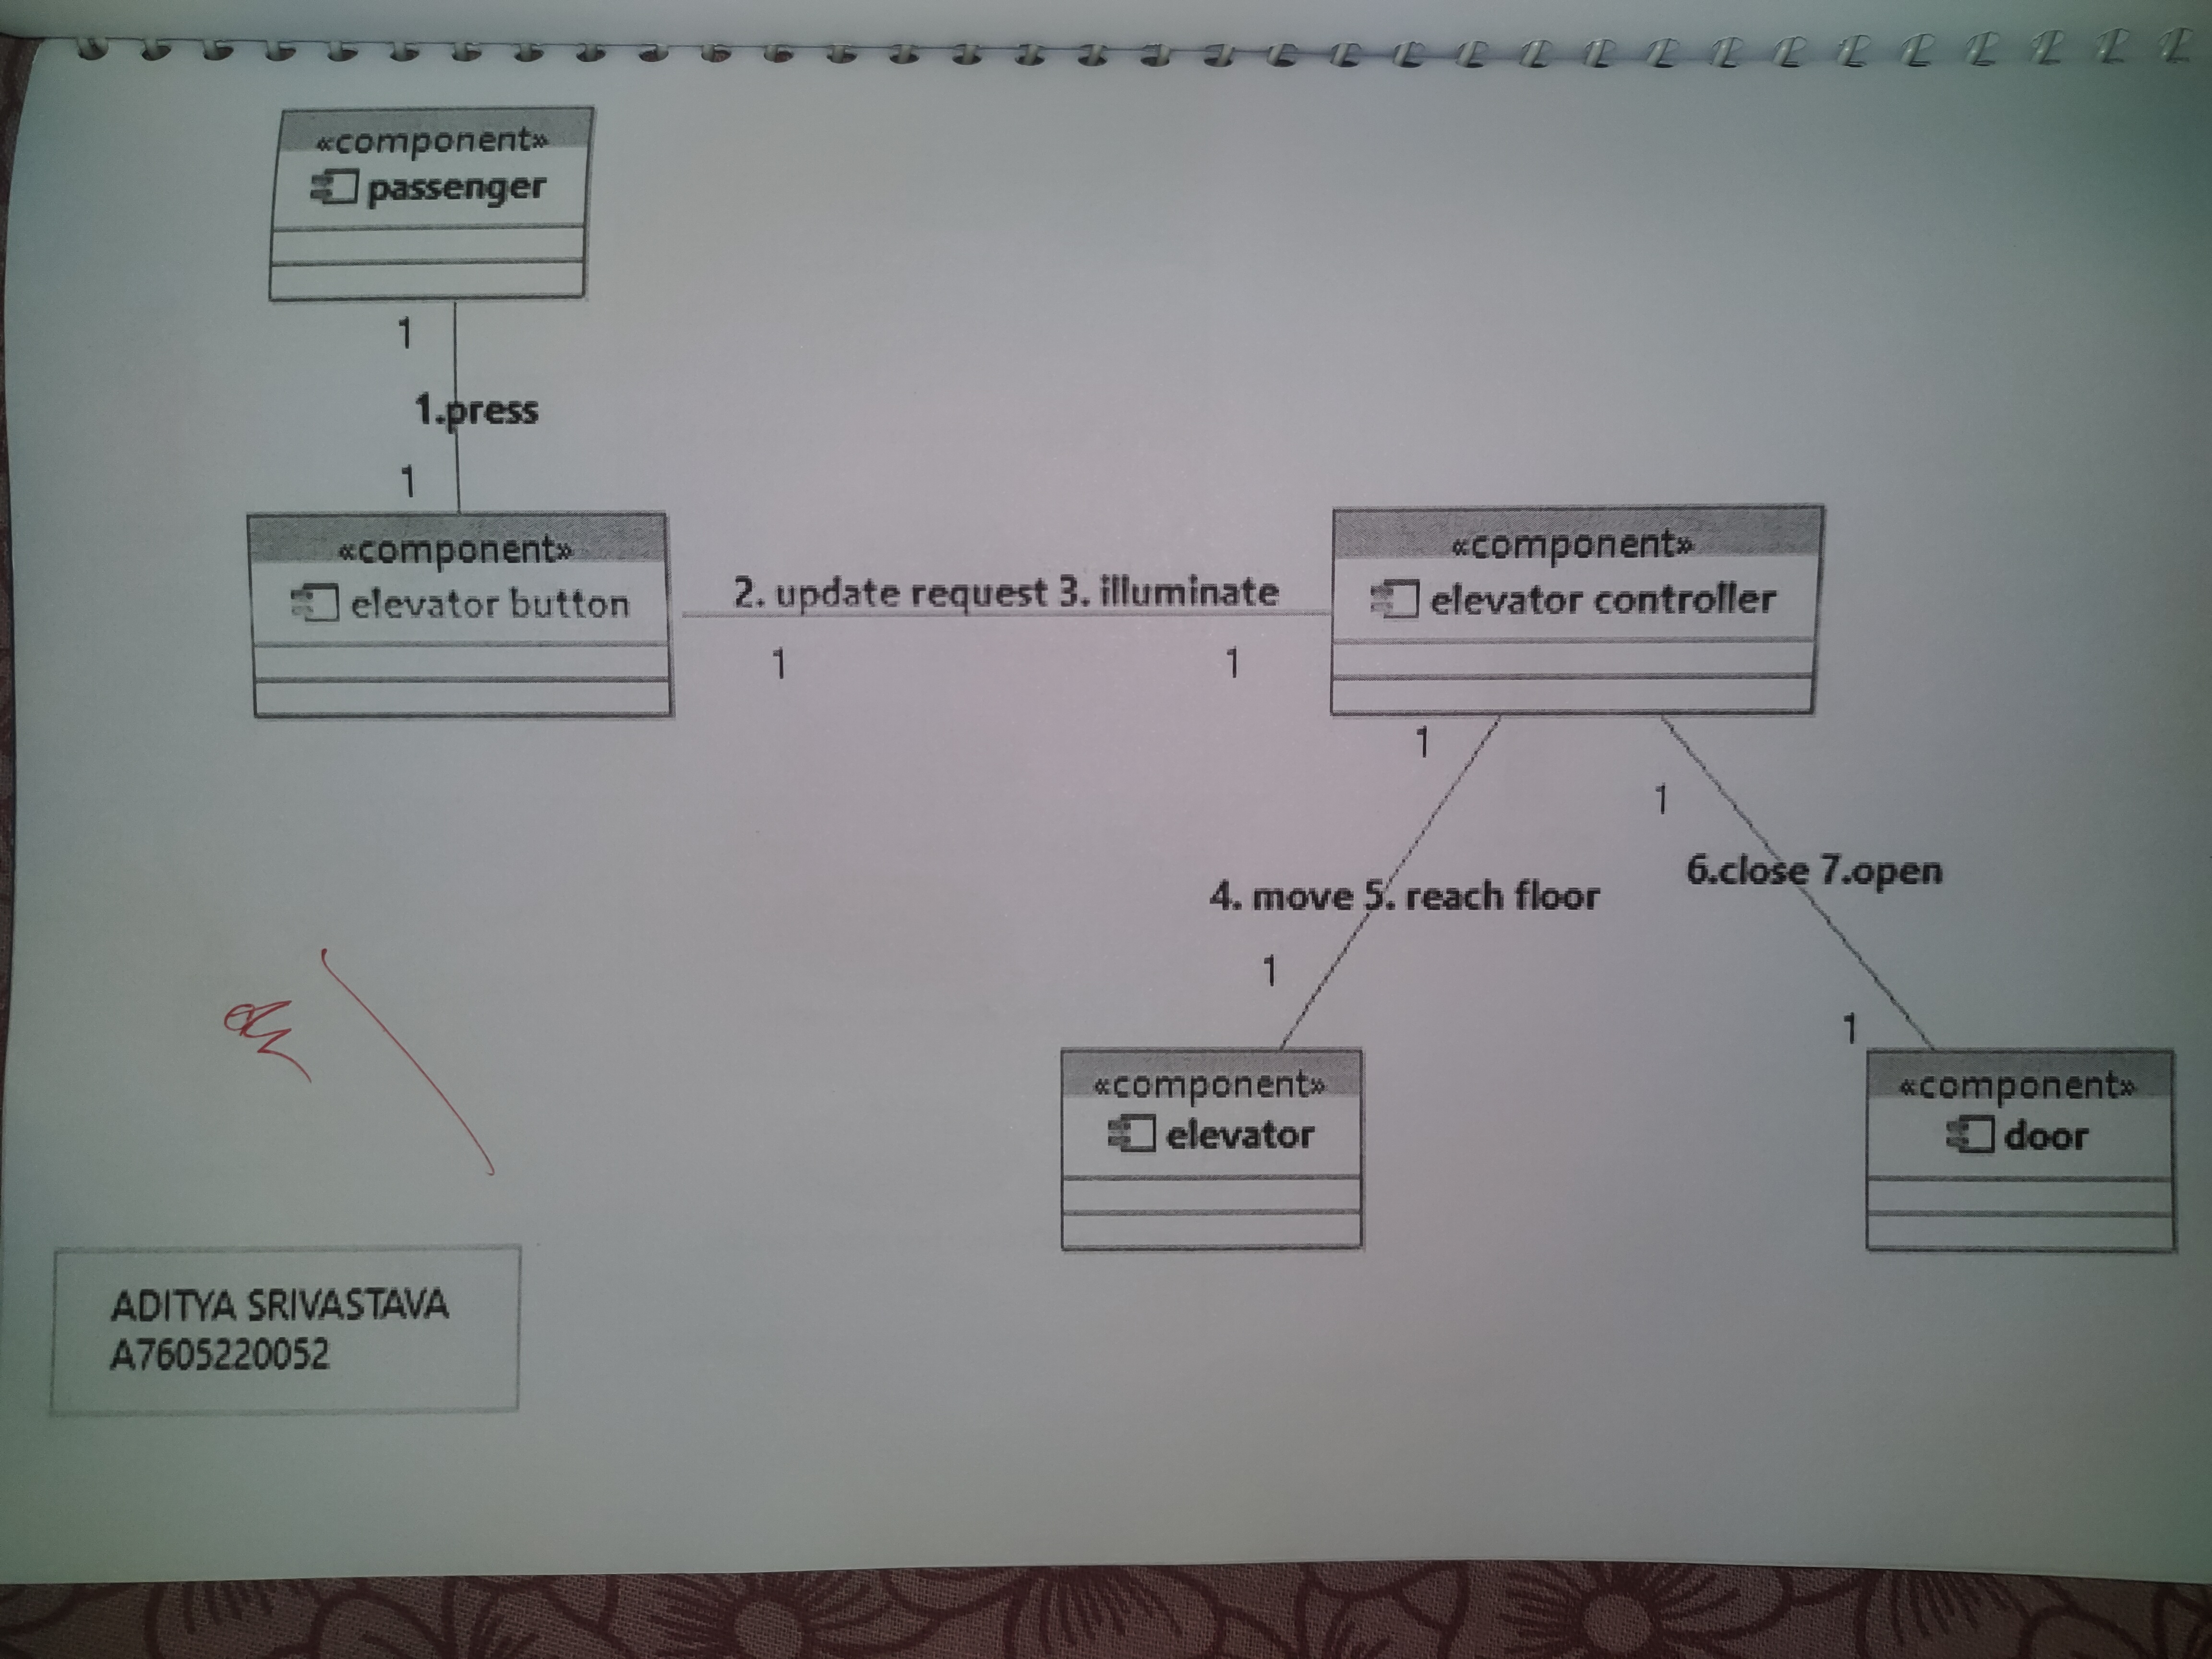 «component»
passenger
1
1.press
1
«component»
elevator button
2. update request 3. illuminate
1
1
«component»
elevator controller
1
1
4. move 5. reach floor
6.close 7.open
1
1
«component»
elevator
«component»
door
ADITYA SRIVASTAVA
A7605220052